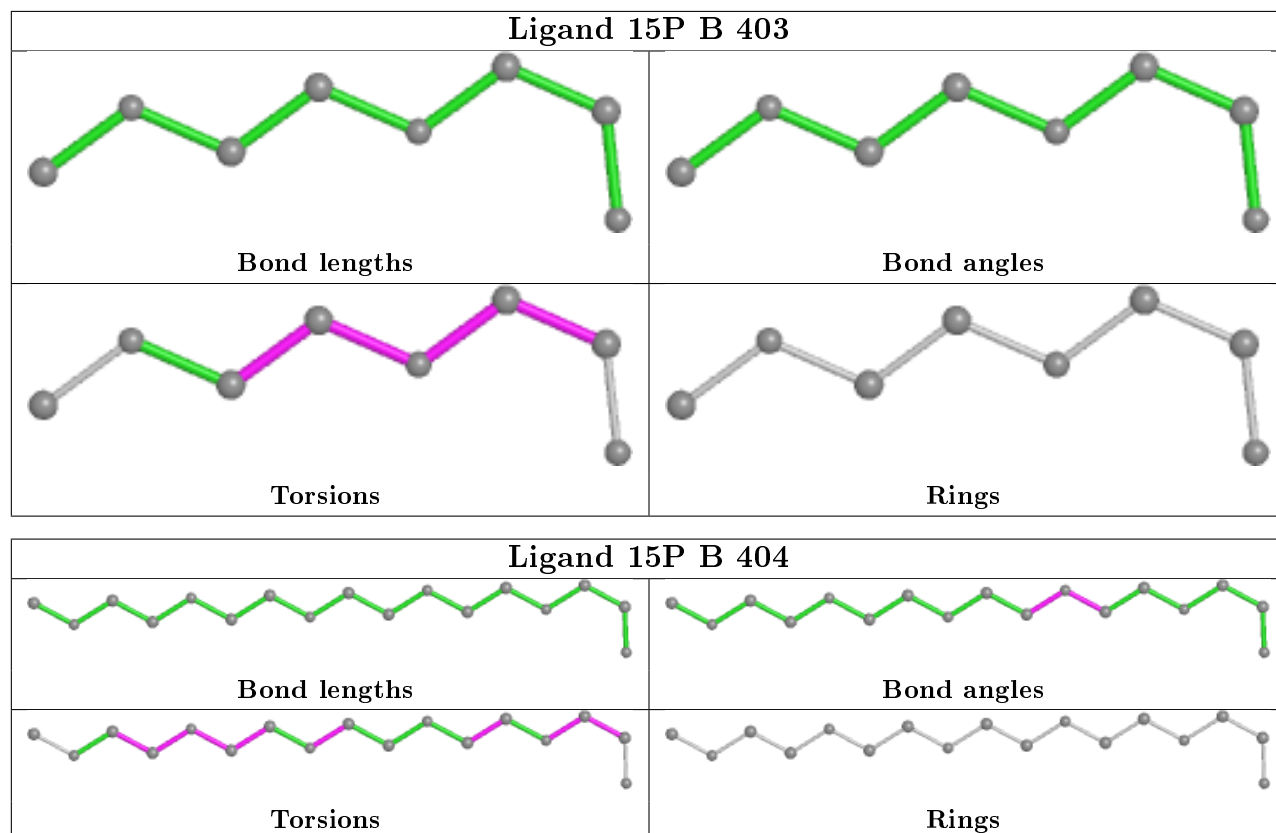 Ligand 15P B 403
Bond lengths
Bond angles
Torsions
Rings
Ligand 15P B 404
Bond lengths
Bond angles
Torsions
Rings